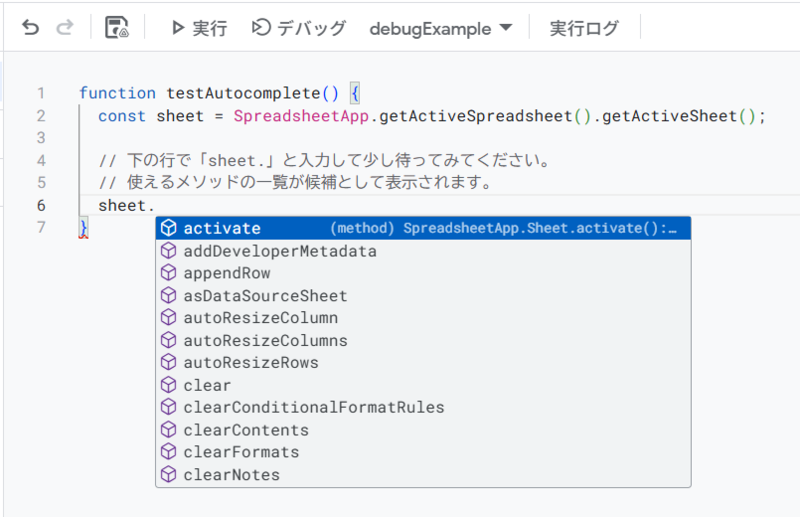 実行 デバッグ debugExample 実行ログ
1 function testAutocomplete() {
2 const sheet = SpreadsheetApp.getActiveSpreadsheet().getActiveSheet();
3
4 // 下の行で「sheet.」と入力して少し待ってみてください。
5 // 使えるメソッドの一覧が候補として表示されます。
6 sheet.
7 }
activate (method) SpreadsheetApp.Sheet.activate():…
addDeveloperMetadata
appendRow
asDataSourceSheet
autoResizeColumn
autoResizeColumns
autoResizeRows
clear
clearConditionalFormatRules
clearContents
clearFormats
clearNotes